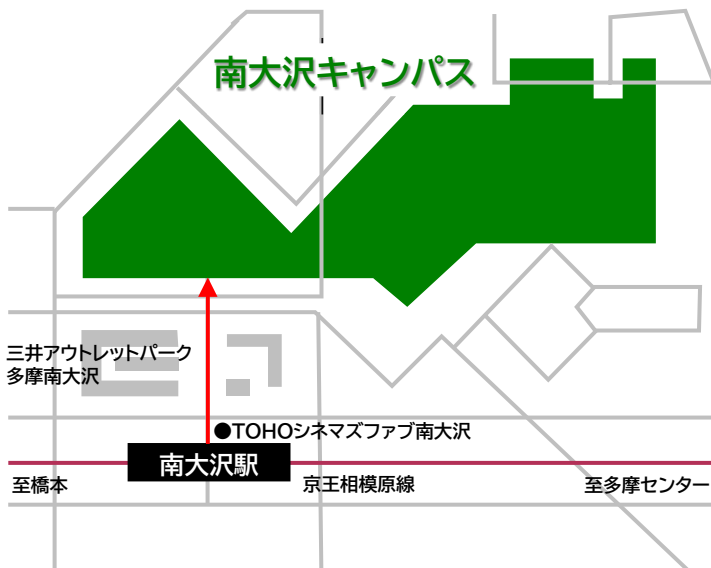 南大沢キャンパス
三井アウトレットパーク
多摩南大沢
●TOHOシネマズファブ南大沢
南大沢駅
至橋本
京王相模原線
至多摩センター